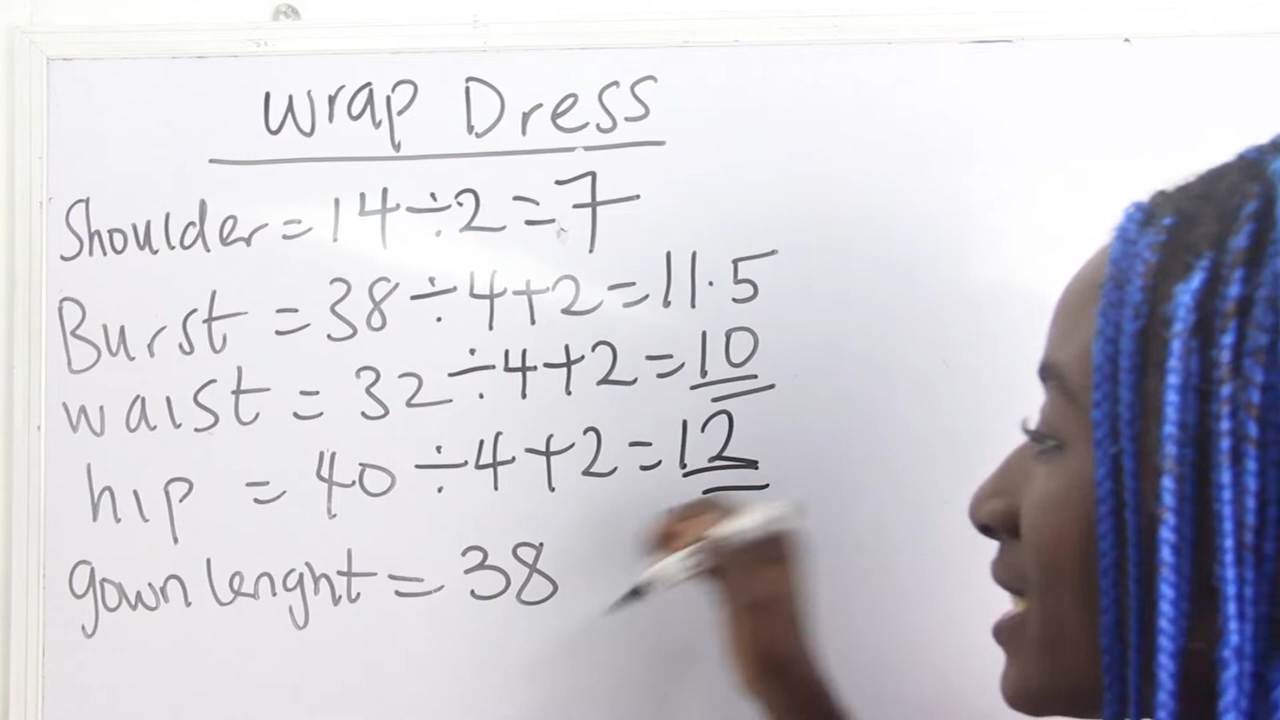 Wrap Dress
Shoulder = 14 ÷ 2 = 7
Burst = 38 ÷ 4 + 2 = 11.5
waist = 32 ÷ 4 + 2 = 10
hip = 40 ÷ 4 + 2 = 12
gown lenght = 38